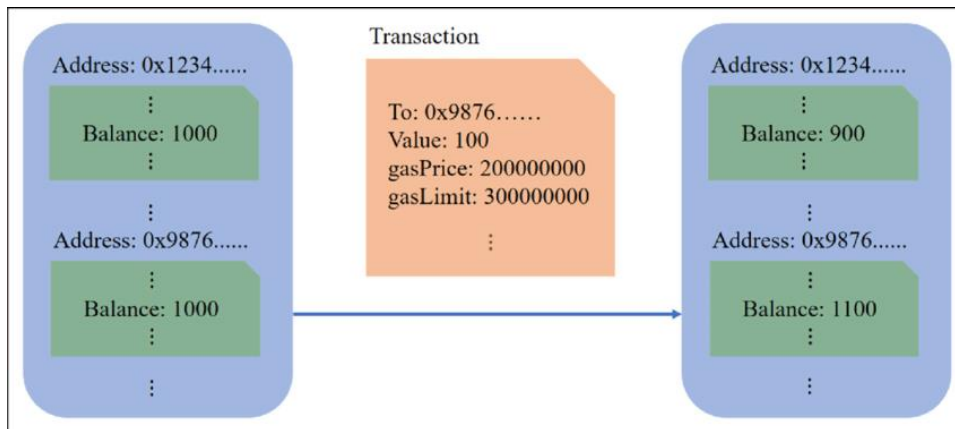 Address: 0x1234......
⋮
Balance: 1000
⋮
⋮
Address: 0x9876......
⋮
Balance: 1000
⋮
⋮
Transaction
To: 0x9876……
Value: 100
gasPrice: 200000000
gasLimit: 300000000
⋮
Address: 0x1234......
⋮
Balance: 900
⋮
⋮
Address: 0x9876......
⋮
Balance: 1100
⋮
⋮